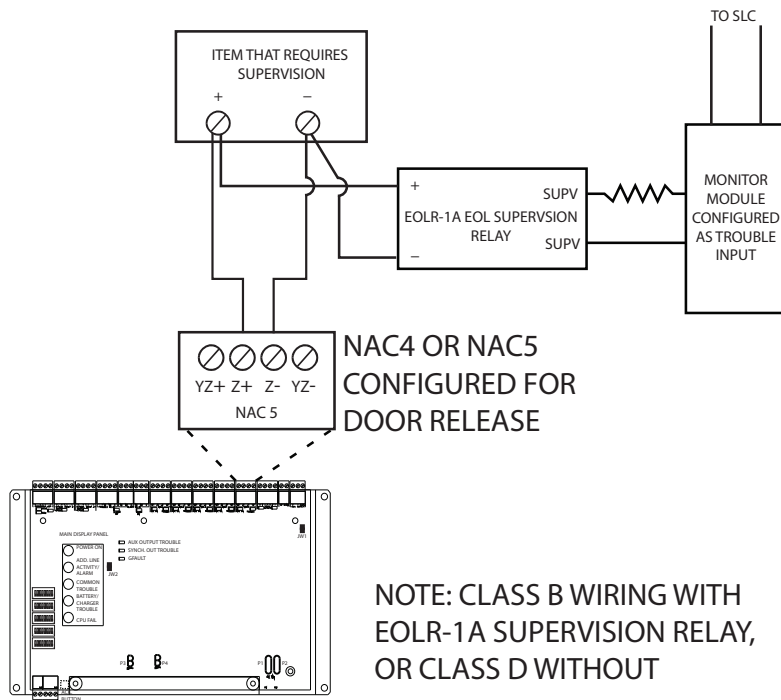 TO SLC
ITEM THAT REQUIRES
SUPERVISION
+ −
+ SUPV
EOLR-1A EOL SUPERVSION
RELAY
SUPV
−
MONITOR
MODULE
CONFIGURED
AS TROUBLE
INPUT
YZ+ Z+ Z- YZ-
NAC 5
NAC4 OR NAC5
CONFIGURED FOR
DOOR RELEASE
MAIN DISPLAY PANEL
POWER ON
ADD. LINE
ACTIVITY/
ALARM
COMMON
TROUBLE
BATTERY/
CHARGER
TROUBLE
CPU FAIL
AUX OUTPUT TROUBLE
SYNCH. OUT TROUBLE
GFAULT
JW1
JW2
P3 P4 P1 P2
BUTTON
NOTE: CLASS B WIRING WITH
EOLR-1A SUPERVISION RELAY,
OR CLASS D WITHOUT